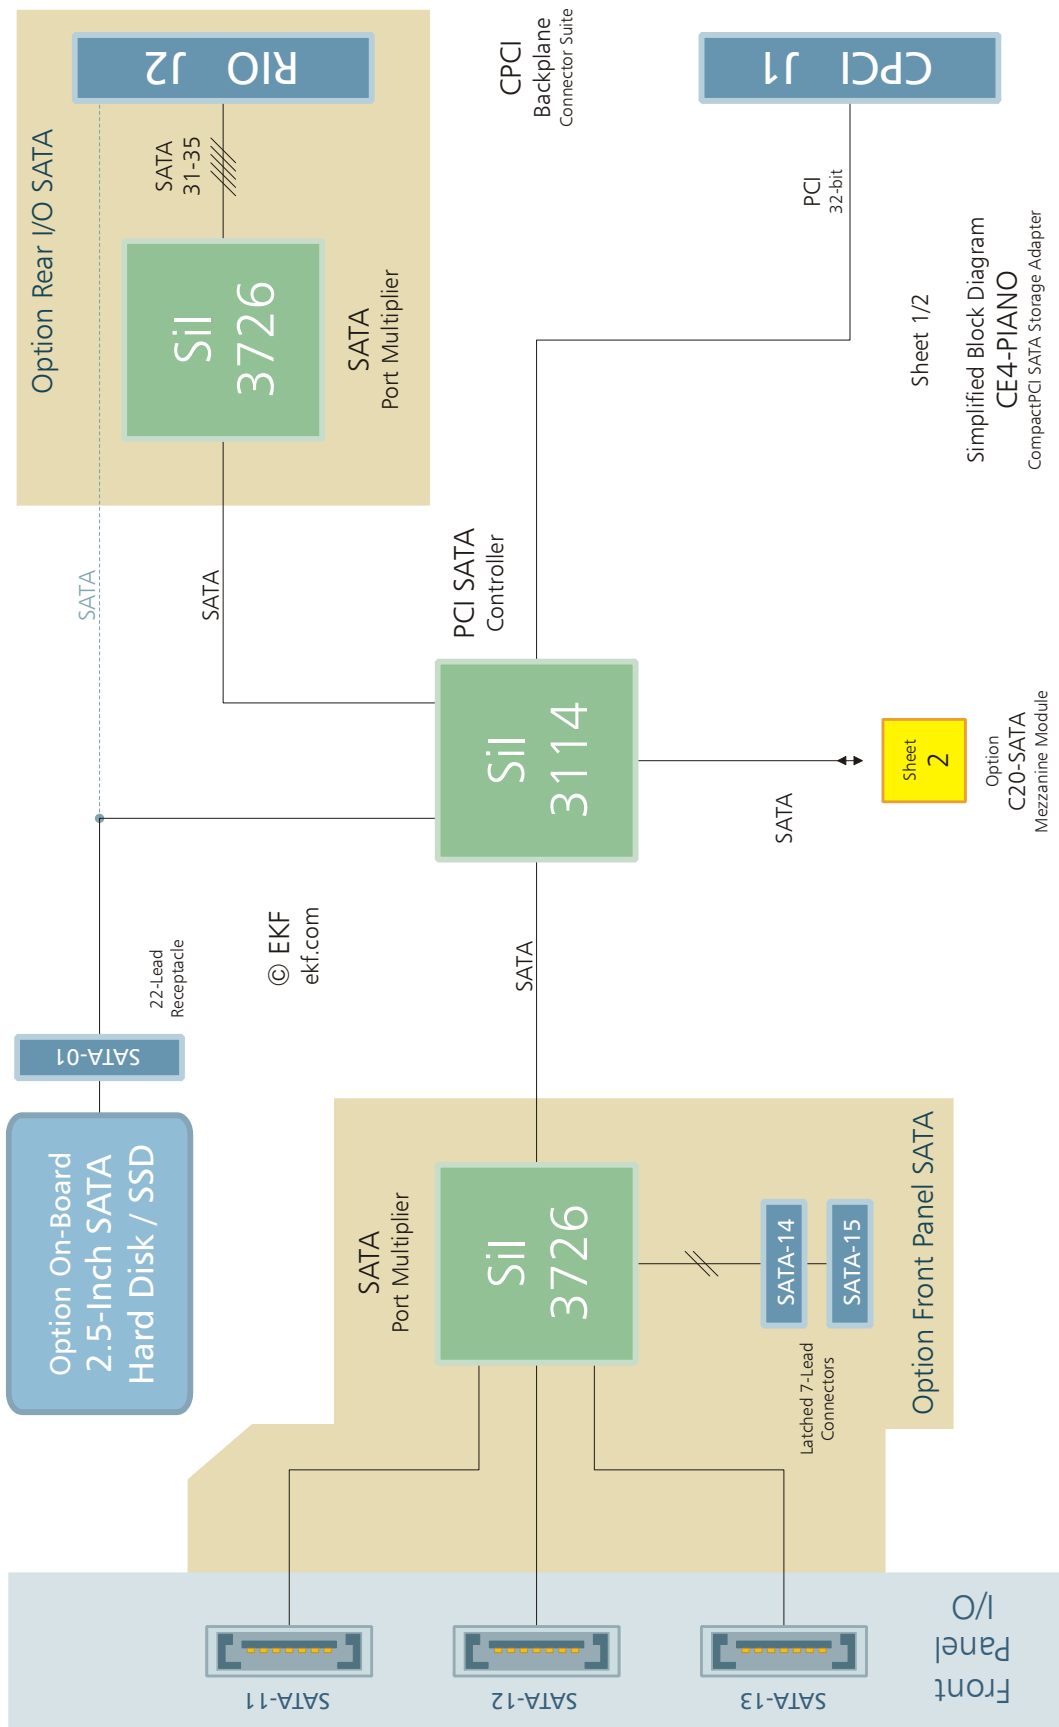 Option On-Board
2.5-Inch SATA
Hard Disk / SSD
SATA-01
22-Lead
Receptacle
SATA
Option Rear I/O SATA
RIO J2
SATA
31-35
SiI
3726
SATA
Port Multiplier
SATA
© EKF
ekf.com
CPCI
Backplane
Connector Suite
PCI SATA
Controller
SiI
3114
SATA
SATA
Port Multiplier
SiI
3726
SATA-14
SATA-15
Latched 7-Lead
Connectors
Option Front Panel SATA
SATA-11
SATA-12
SATA-13
Front
Panel
I/O
SATA
Sheet
2
Option
C20-SATA
Mezzanine Module
CPCI J1
PCI
32-bit
Sheet 1/2
Simplified Block Diagram
CE4-PIANO
CompactPCI SATA Storage Adapter